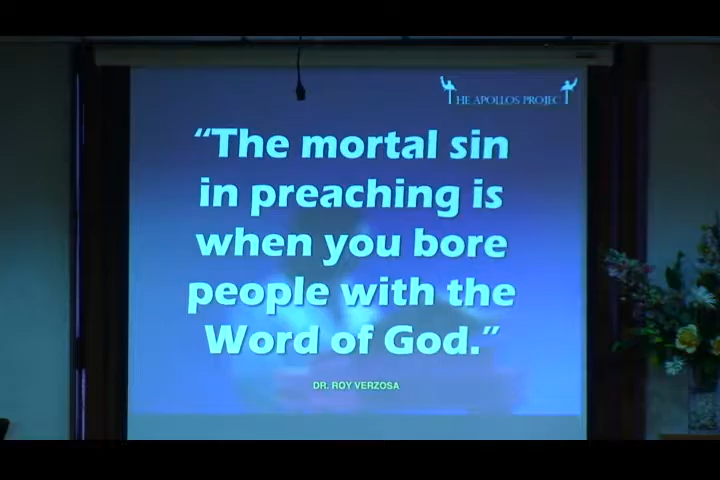 THE APOLLOS PROJECT
“The mortal sin
in preaching is
when you bore
people with the
Word of God.”
DR. ROY VERZOSA